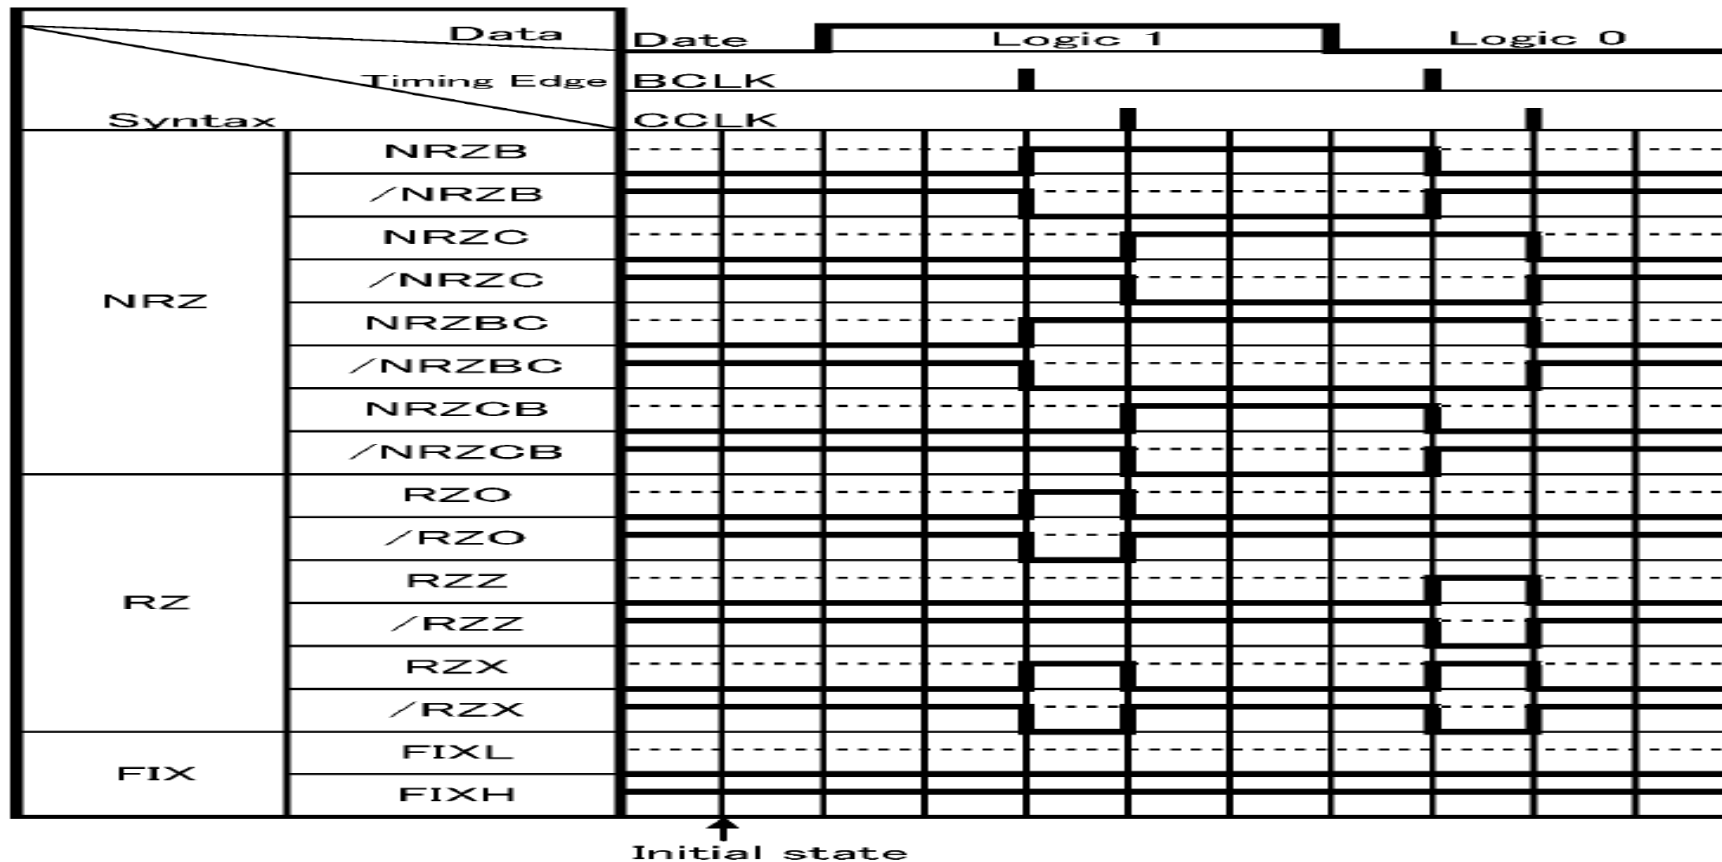 Data
Date
Logic 1
Logic 0
Timing Edge
BCLK
Syntax
CCLK
NRZ
NRZB
/NRZB
NRZC
/NRZC
NRZBC
/NRZBC
NRZCB
/NRZCB
RZ
RZO
/RZO
RZZ
/RZZ
RZX
/RZX
FIX
FIXL
FIXH
Initial state